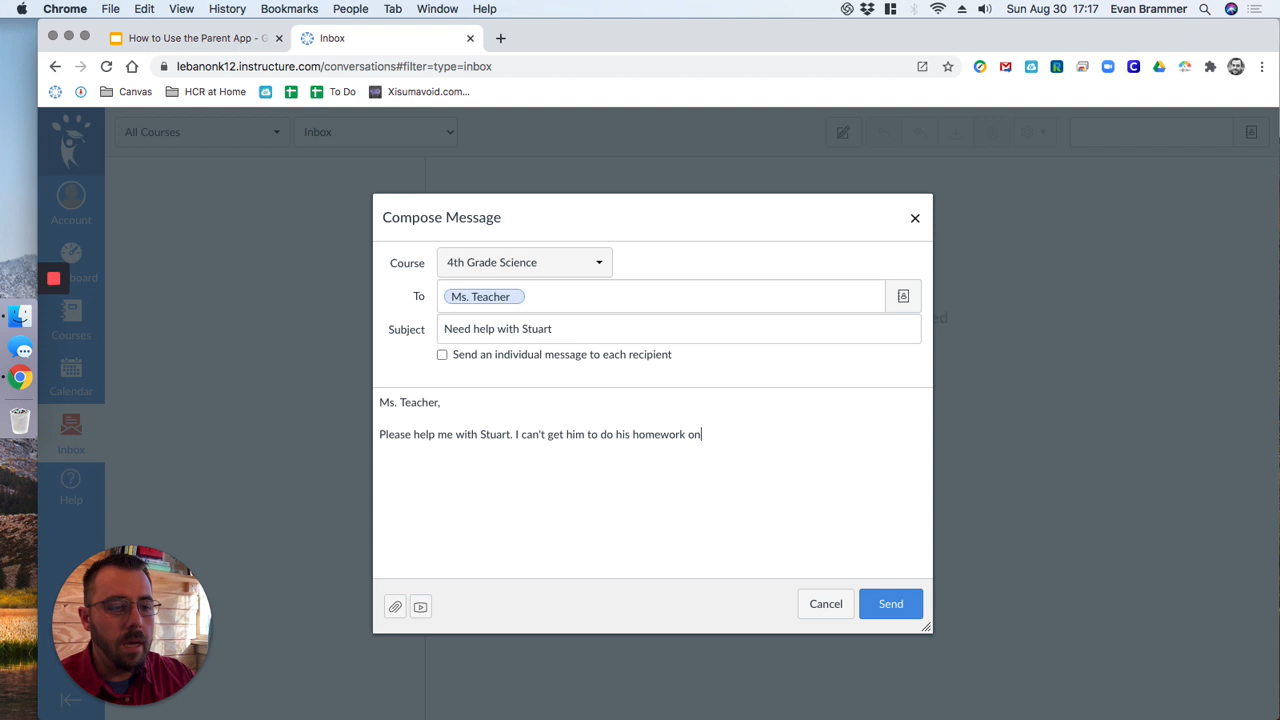 Chrome File Edit View History Bookmarks People Tab Window Help Sun Aug 30 17:17 Evan Brammer
How to Use the Parent App - G Inbox
lebanonk12.instructure.com/conversations#filter=type=inbox
Canvas HCR at Home To Do Xisumavoid.com...
All Courses Inbox
Account
board
Courses
Calendar
Inbox
Help
Compose Message
Course 4th Grade Science
To Ms. Teacher
Subject Need help with Stuart
Send an individual message to each recipient
Ms. Teacher,
Please help me with Stuart. I can't get him to do his homework on
Cancel Send
ed